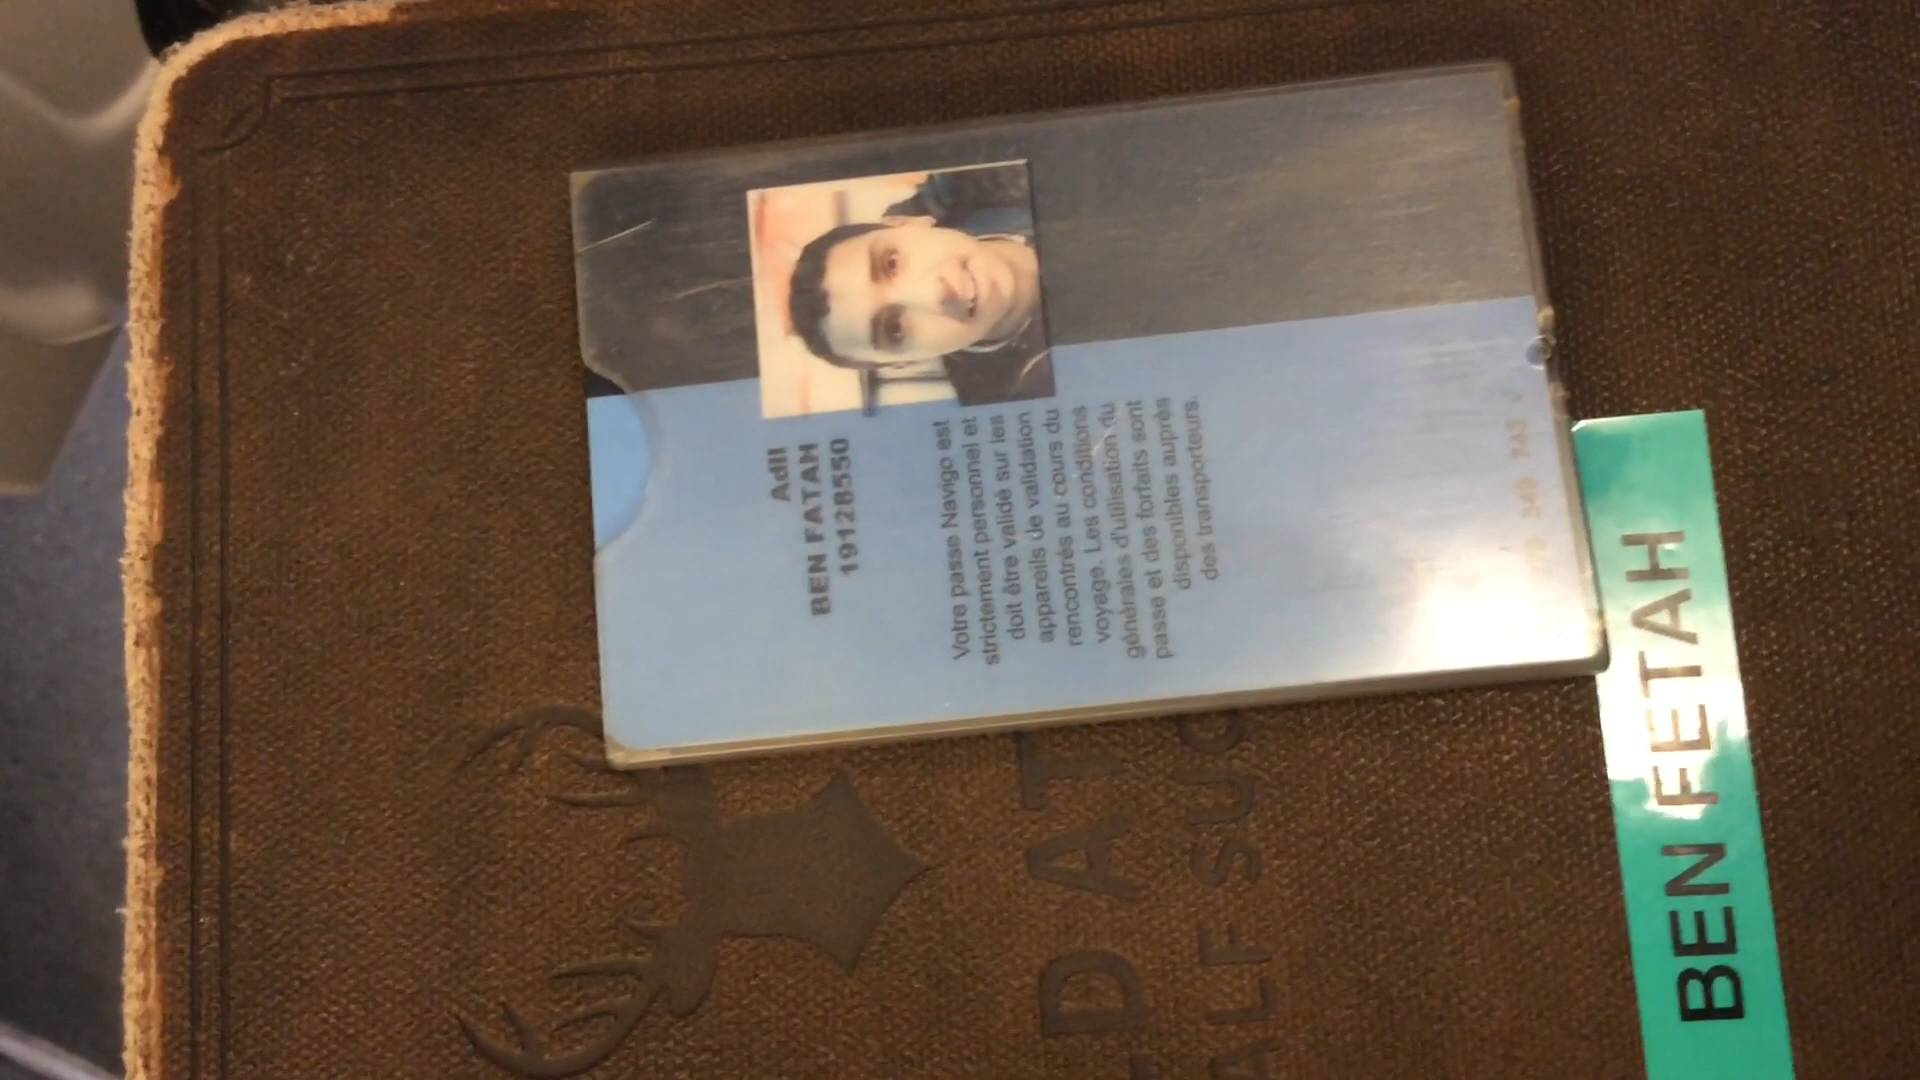 Adil
BEN FATAH
191128550
Votre passe Navigo est
strictement personnel et
doit être validé sur les
appareils de validation
rencontrés au cours du
voyage. Les conditions
générales d'utilisation du
passe et des forfaits sont
disponibles auprès
des transporteurs.
BEN FETAH